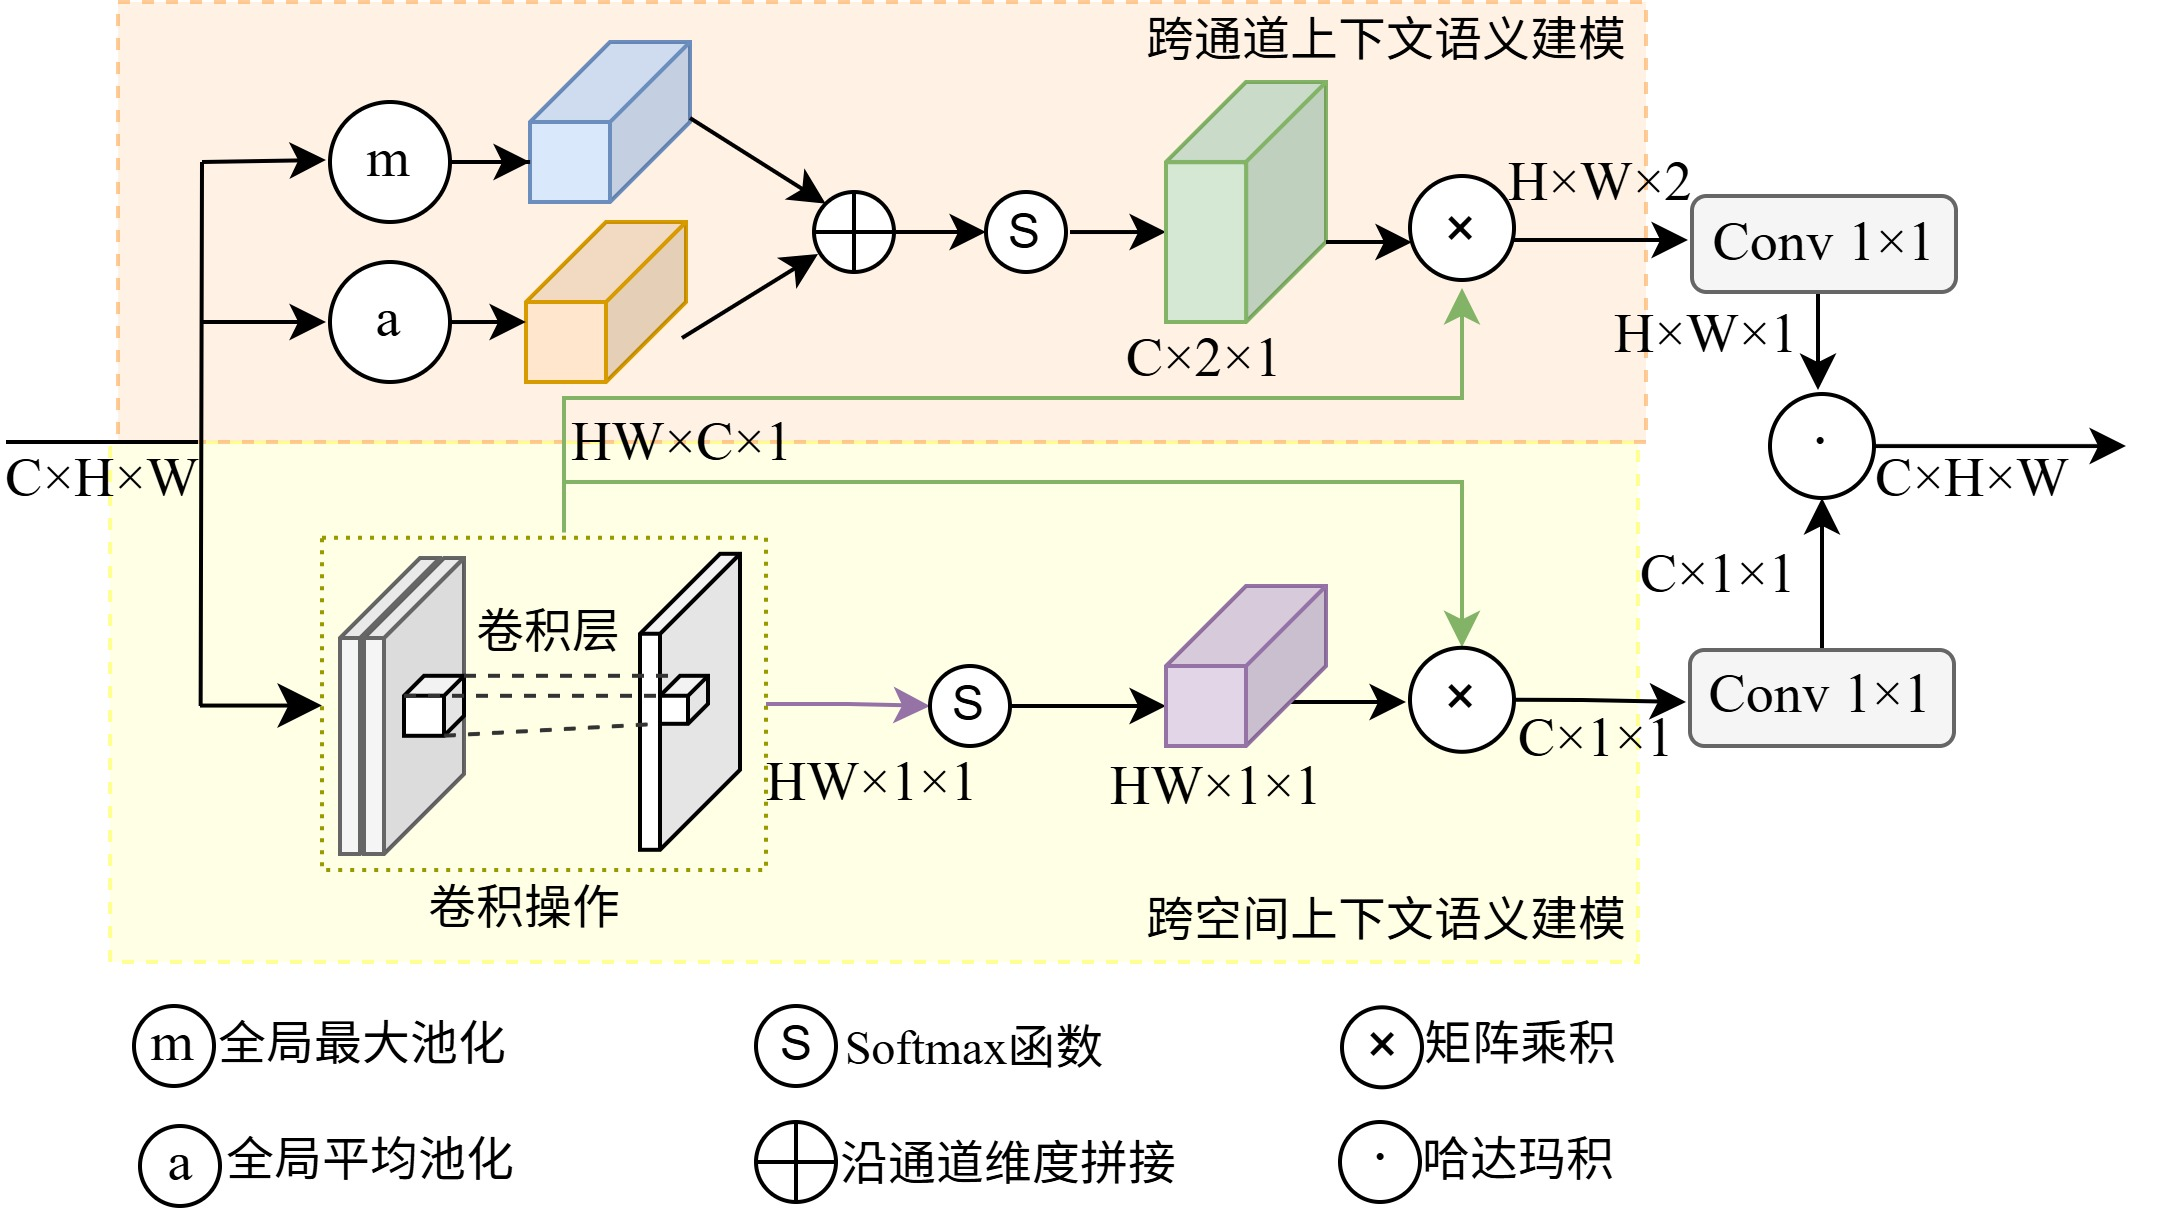 跨通道上下文语义建模
m
H×W×2
S
×
Conv 1×1
a
H×W×1
C×2×1
HW×C×1
·
C×H×W
C×H×W
C×1×1
卷积层
S
×
Conv 1×1
C×1×1
HW×1×1
HW×1×1
卷积操作
跨空间上下文语义建模
m 全局最大池化
S Softmax函数
× 矩阵乘积
a 全局平均池化
沿通道维度拼接
· 哈达玛积